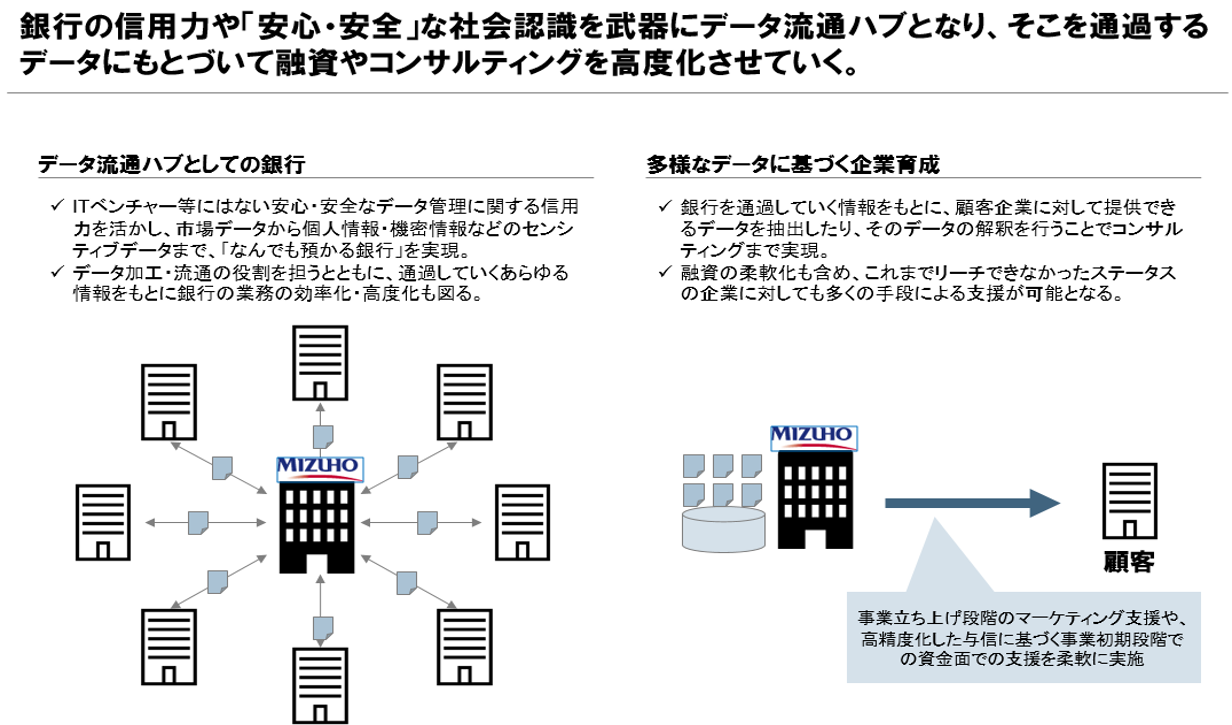 銀行の信用力や「安心・安全」な社会認識を武器にデータ流通ハブとなり、そこを通過する
データにもとづいて融資やコンサルティングを高度化させていく。
データ流通ハブとしての銀行
✓ ITベンチャー等にはない安心・安全なデータ管理に関する信用
力を活かし、市場データから個人情報・機密情報などのセンシ
ティブデータまで、「なんでも預かる銀行」を実現。
✓ データ加工・流通の役割を担うとともに、通過していくあらゆる
情報をもとに銀行の業務の効率化・高度化も図る。
MIZUHO
多様なデータに基づく企業育成
✓ 銀行を通過していく情報をもとに、顧客企業に対して提供でき
るデータを抽出したり、そのデータの解釈を行うことでコンサル
ティングまで実現。
✓ 融資の柔軟化も含め、これまでリーチできなかったステータス
の企業に対しても多くの手段による支援が可能となる。
MIZUHO
顧客
事業立ち上げ段階のマーケティング支援や、
高精度化した与信に基づく事業初期段階で
の資金面での支援を柔軟に実施